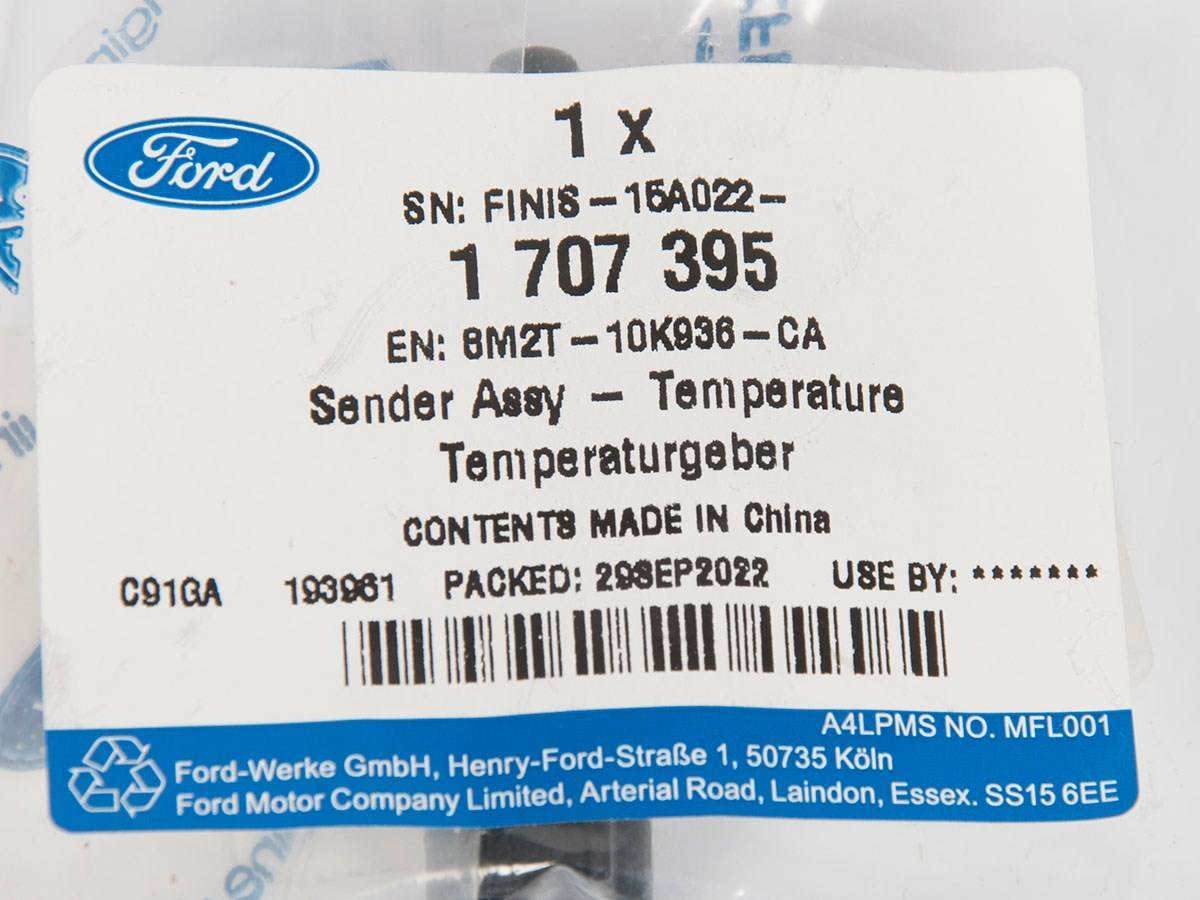 Ford
1 x
SN: FINIS-15A022-
1 707 395
EN: 8M2T-10K936-CA
Sender Assy - Temperature
Temperaturgeber
CONTENTS MADE IN China
C91GA 193961 PACKED: 29SEP2022 USE BY: *******
A4LPMS NO. MFL001
Ford-Werke GmbH, Henry-Ford-Straße 1, 50735 Köln
Ford Motor Company Limited, Arterial Road, Laindon, Essex. SS15 6EE